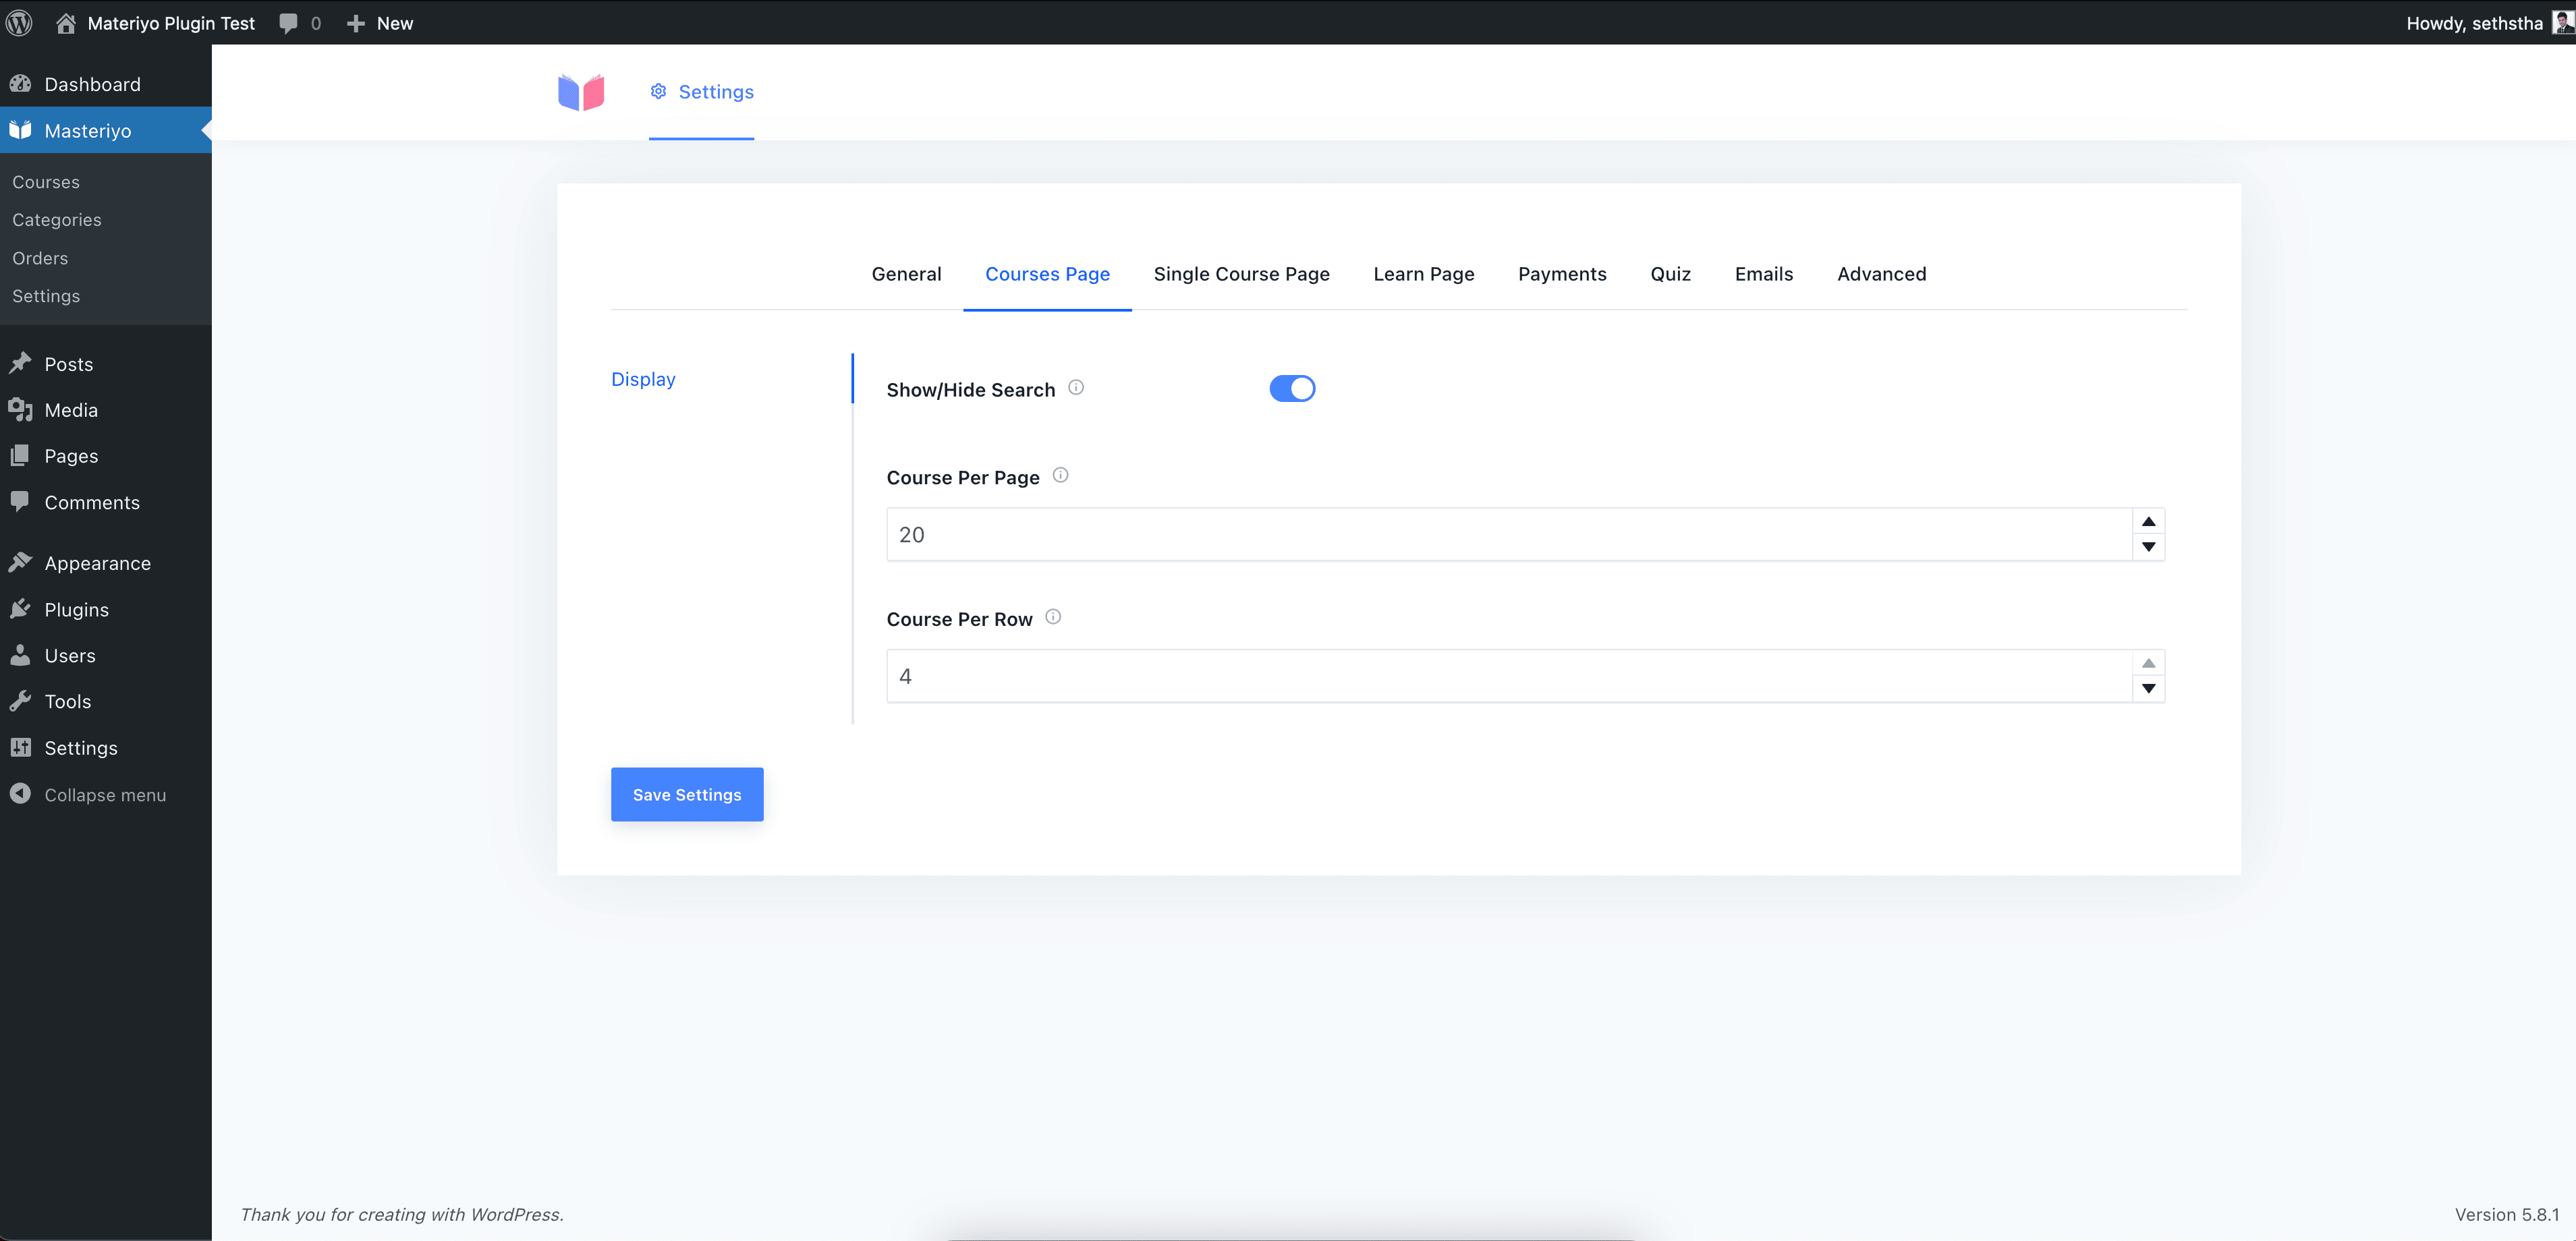 Materiyo Plugin Test 0 New Howdy, sethstha
Dashboard
Masteriyo
Courses
Categories
Orders
Settings
Posts
Media
Pages
Comments
Appearance
Plugins
Users
Tools
Settings
Collapse menu
Settings
General Courses Page Single Course Page Learn Page Payments Quiz Emails Advanced
Display
Show/Hide Search
Course Per Page
20
Course Per Row
4
Save Settings
Thank you for creating with WordPress.
Version 5.8.1